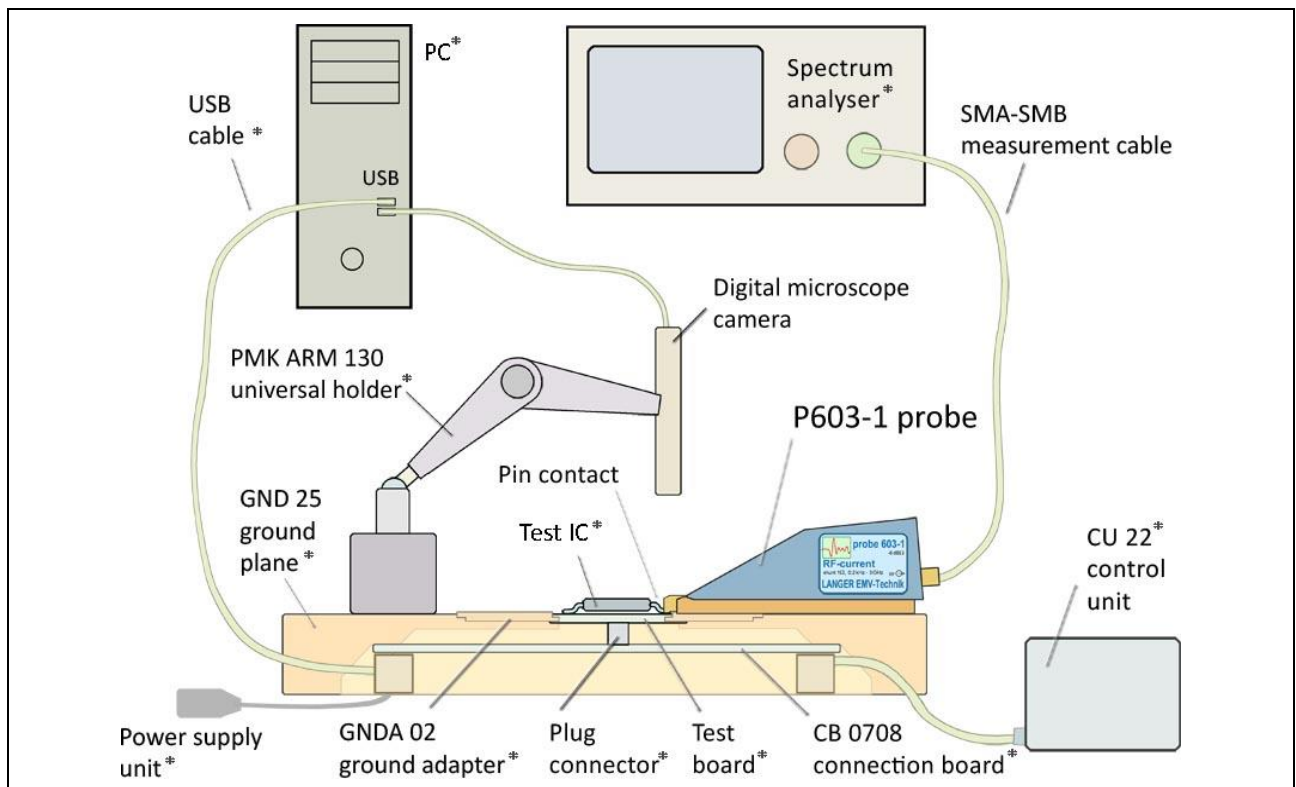 PC*
Spectrum
analyser*
USB
cable *
SMA-SMB
measurement cable
USB
Digital microscope
camera
PMK ARM 130
universal holder*
P603-1 probe
Pin contact
GND 25
ground
plane *
Test IC*
CU 22*
control
unit
probe 603-1
RF-current
LANGER EMV-Technik
Power supply
unit*
GNDA 02
ground adapter*
Plug
connector*
Test
board*
CB 0708
connection board*